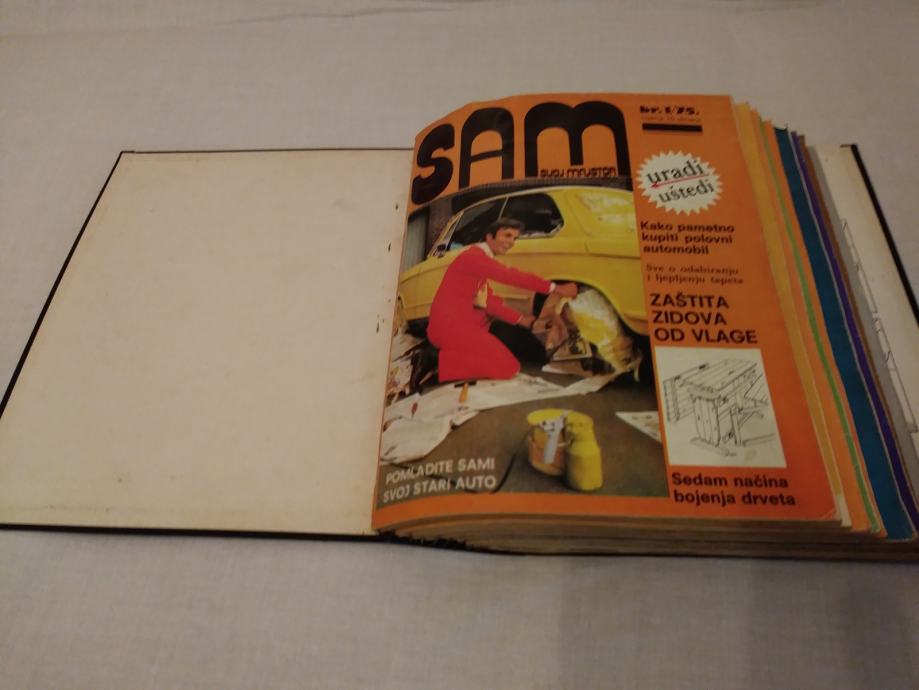 SAM
SVOJ MAJSTOR
br. 1/75.
uradi
uštedi
Kako pametno
kupiti polovni
automobil
Sve o odabiranju
i ljepljenju tapeta
ZAŠTITA
ZIDOVA
OD VLAGE
POMLADITE SAMI
SVOJ STARI AUTO
Sedam načina
bojenja drveta